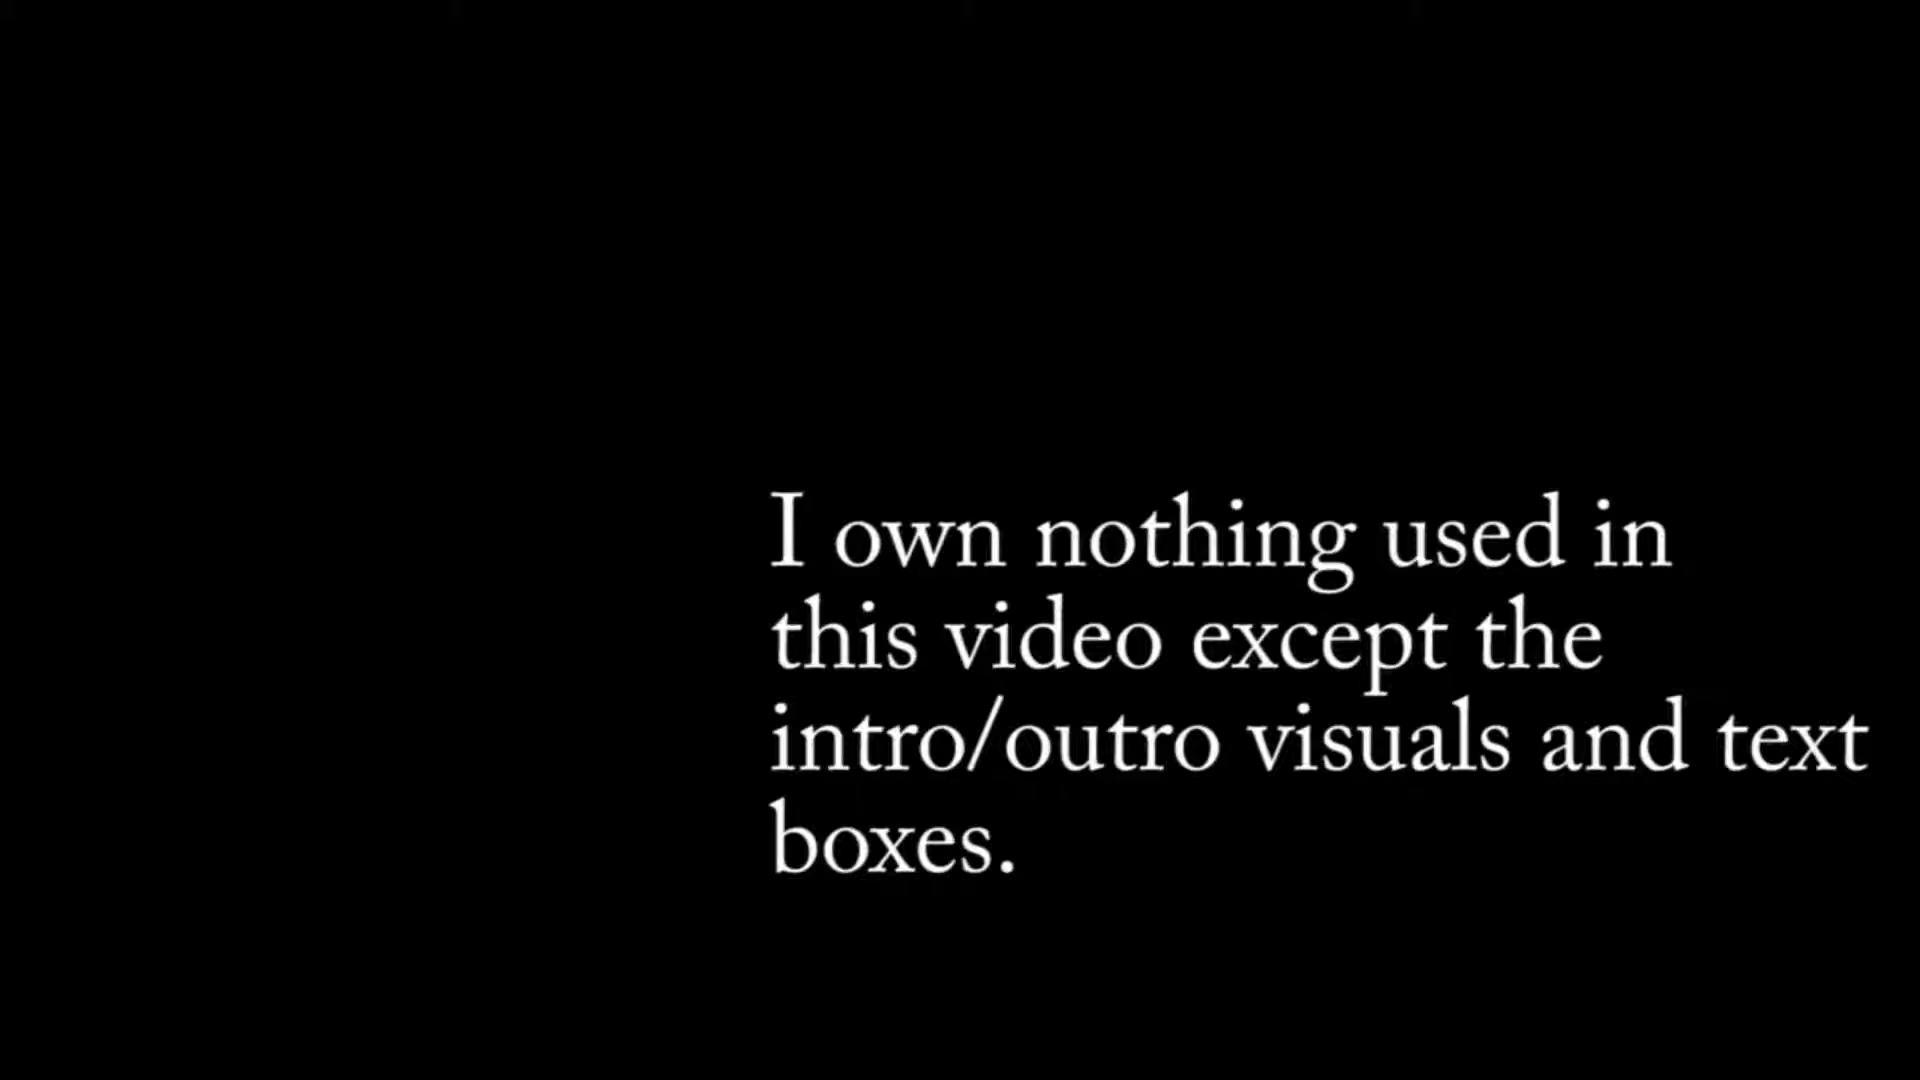 I own nothing used in
this video except the
intro/outro visuals and text
boxes.